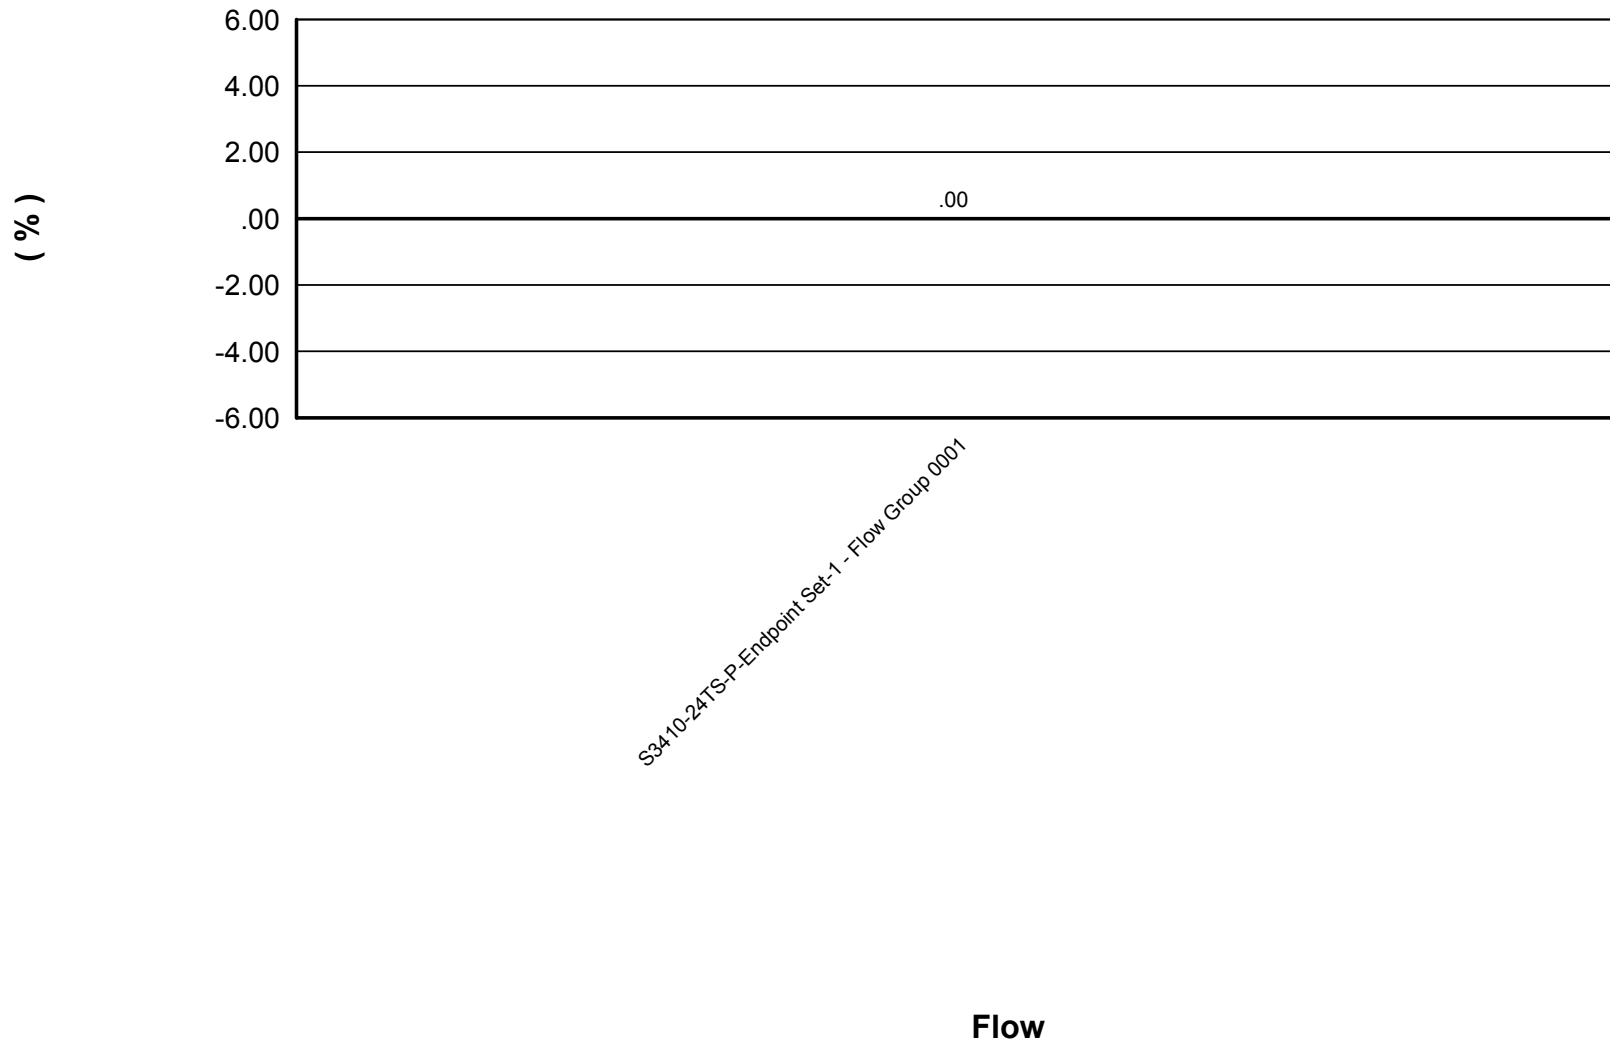 6.00
4.00
2.00
.00
-2.00
-4.00
-6.00
( % )
.00
S3410-24TS-P-Endpoint Set-1 - Flow Group 0001
Flow